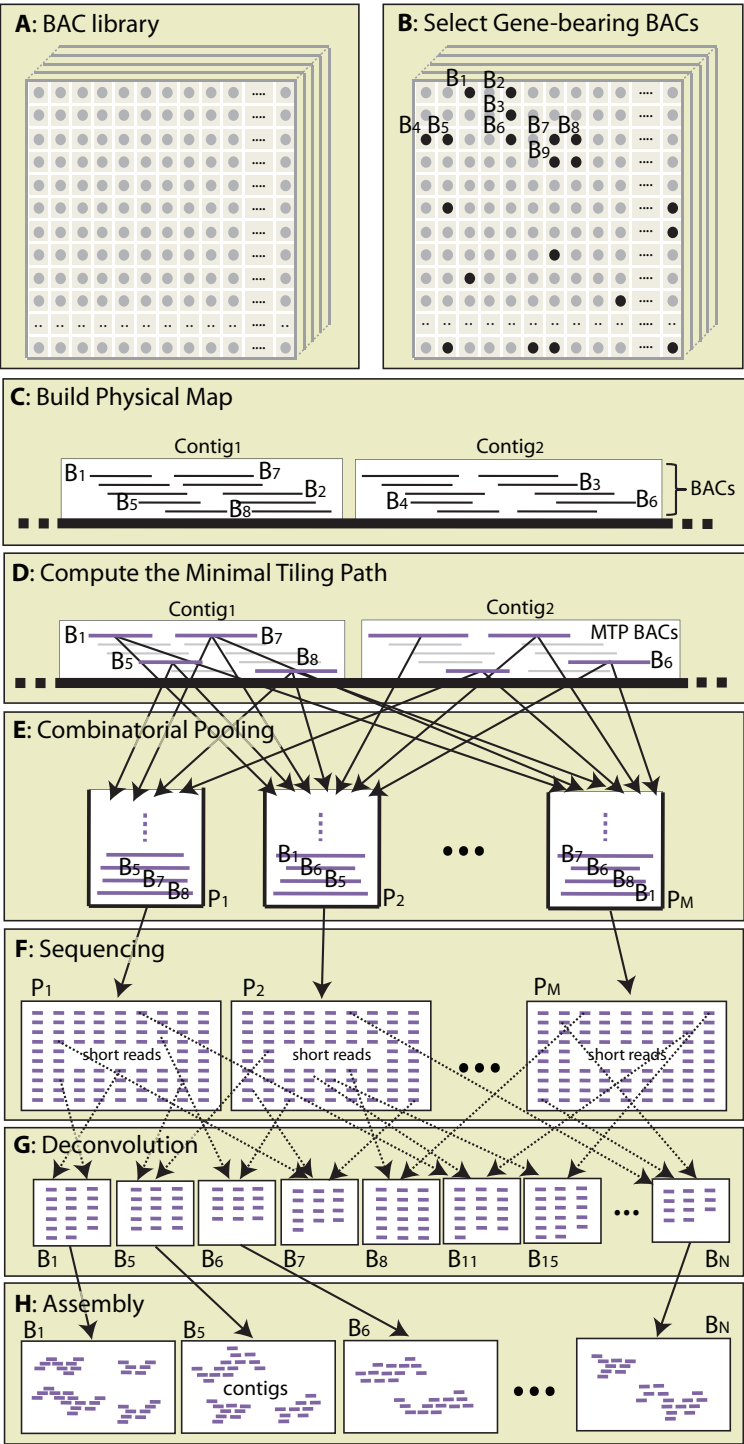 A: BAC library
B: Select Gene-bearing BACs
B1 B2
B3
B4 B5 B6 B7 B8
B9
C: Build Physical Map
Contig1 Contig2
B1 B7
B2 B3 BACs
B5 B4 B6
B8
D: Compute the Minimal Tiling Path
Contig1 Contig2
B1 B7 MTP BACs
B5 B8 B6
E: Combinatorial Pooling
B5
B7
B8
P1
B1
B6
B5
P2
B7
B6
B8
B1
PM
F: Sequencing
P1 P2 PM
short reads short reads short reads
G: Deconvolution
B1 B5 B6 B7 B8 B11 B15 BN
H: Assembly
B1 B5 B6 BN
contigs